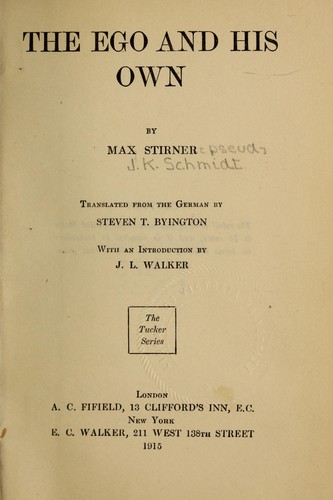 THE EGO AND HIS
OWN
BY
MAX STIRNER :pseud,
J.K. Schmidt
TRANSLATED FROM THE GERMAN BY
STEVEN T. BYINGTON
WITH AN INTRODUCTION BY
J. L. WALKER
The
Tucker
Series
LONDON
A. C. FIFIELD, 13 CLIFFORD'S INN, E.C.
NEW YORK
E. C. WALKER, 211 WEST 138TH STREET
1915